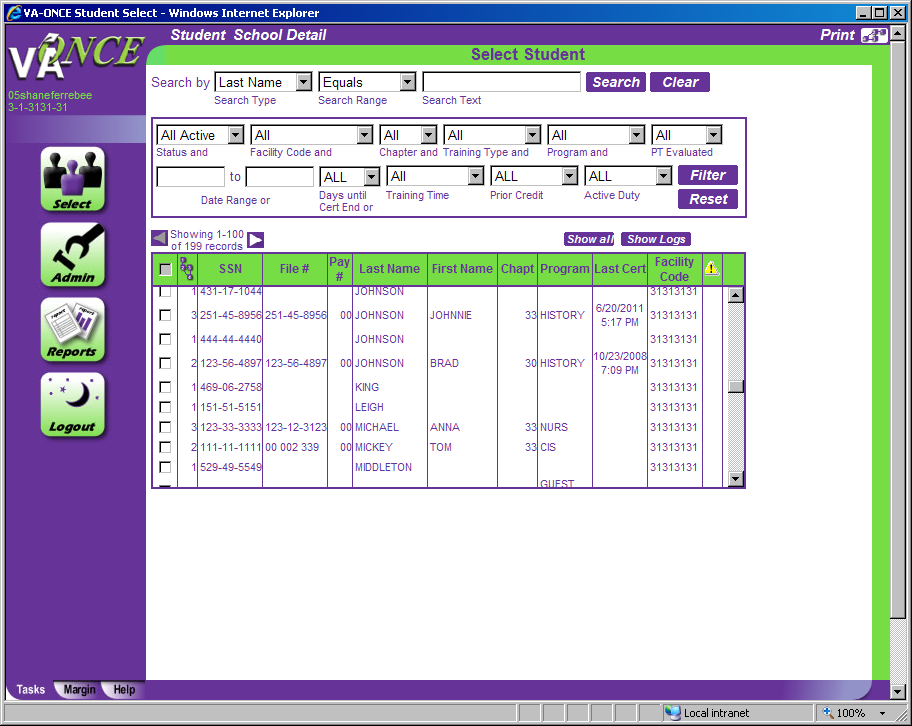 VA-ONCE Student Select - Windows Internet Explorer
Student School Detail Print
VA ONCE
Select Student
05shaneferrebee
3-1-3131-31
Search by Last Name Equals Search Clear
Search Type Search Range Search Text
All Active All All All All All
Status and Facility Code and Chapter and Training Type and Program and PT Evaluated
to ALL All ALL ALL Filter
Date Range or Days until Training Time Prior Credit Active Duty
Cert End or
Reset
Select
Admin
Reports
Logout
Showing 1-100
of 199 records
Show all Show Logs
SSN File # Pay # Last Name First Name Chapt Program Last Cert Facility Code
1 431-17-1044 JOHNSON 31313131
3 251-45-8956 251-45-8956 00 JOHNSON JOHNNIE 33 HISTORY 6/20/2011 5:17 PM 31313131
1 444-44-4440 JOHNSON 31313131
2 123-56-4897 123-56-4897 00 JOHNSON BRAD 30 HISTORY 10/23/2008 7:09 PM 31313131
1 469-06-2758 KING 31313131
1 151-51-5151 LEIGH 31313131
3 123-33-3333 123-12-3123 00 MICHAEL ANNA 33 NURS 31313131
2 111-11-1111 00 002 339 00 MICKEY TOM 33 CIS 31313131
1 529-49-5549 MIDDLETON 31313131
GUEST
Tasks Margin Help
Local intranet 100%